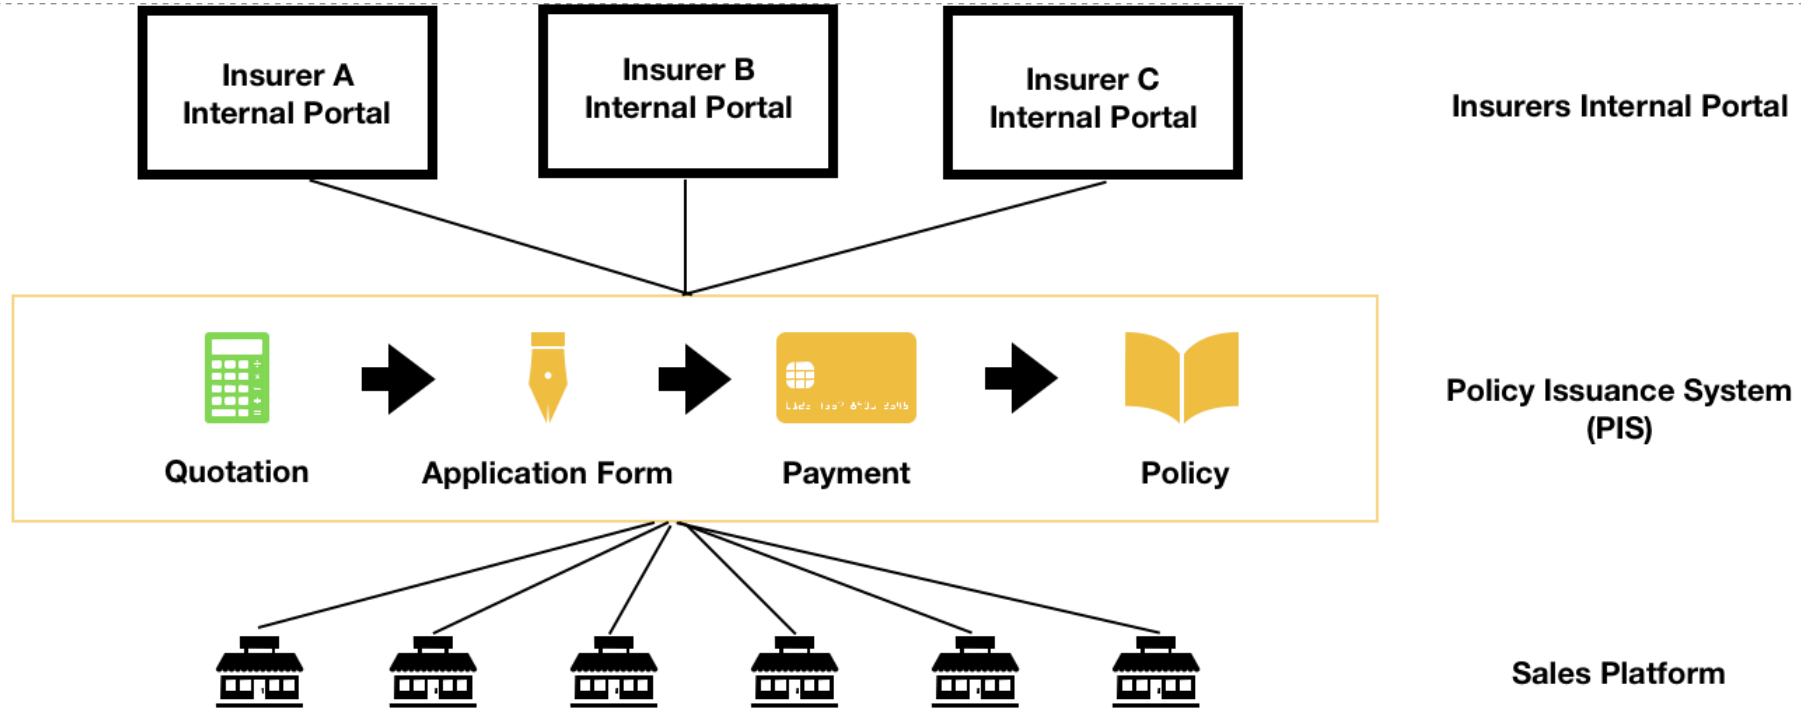 Insurer A
Internal Portal
Insurer B
Internal Portal
Insurer C
Internal Portal
Insurers Internal Portal
Quotation
Application Form
Payment
Policy
Policy Issuance System
(PIS)
Sales Platform